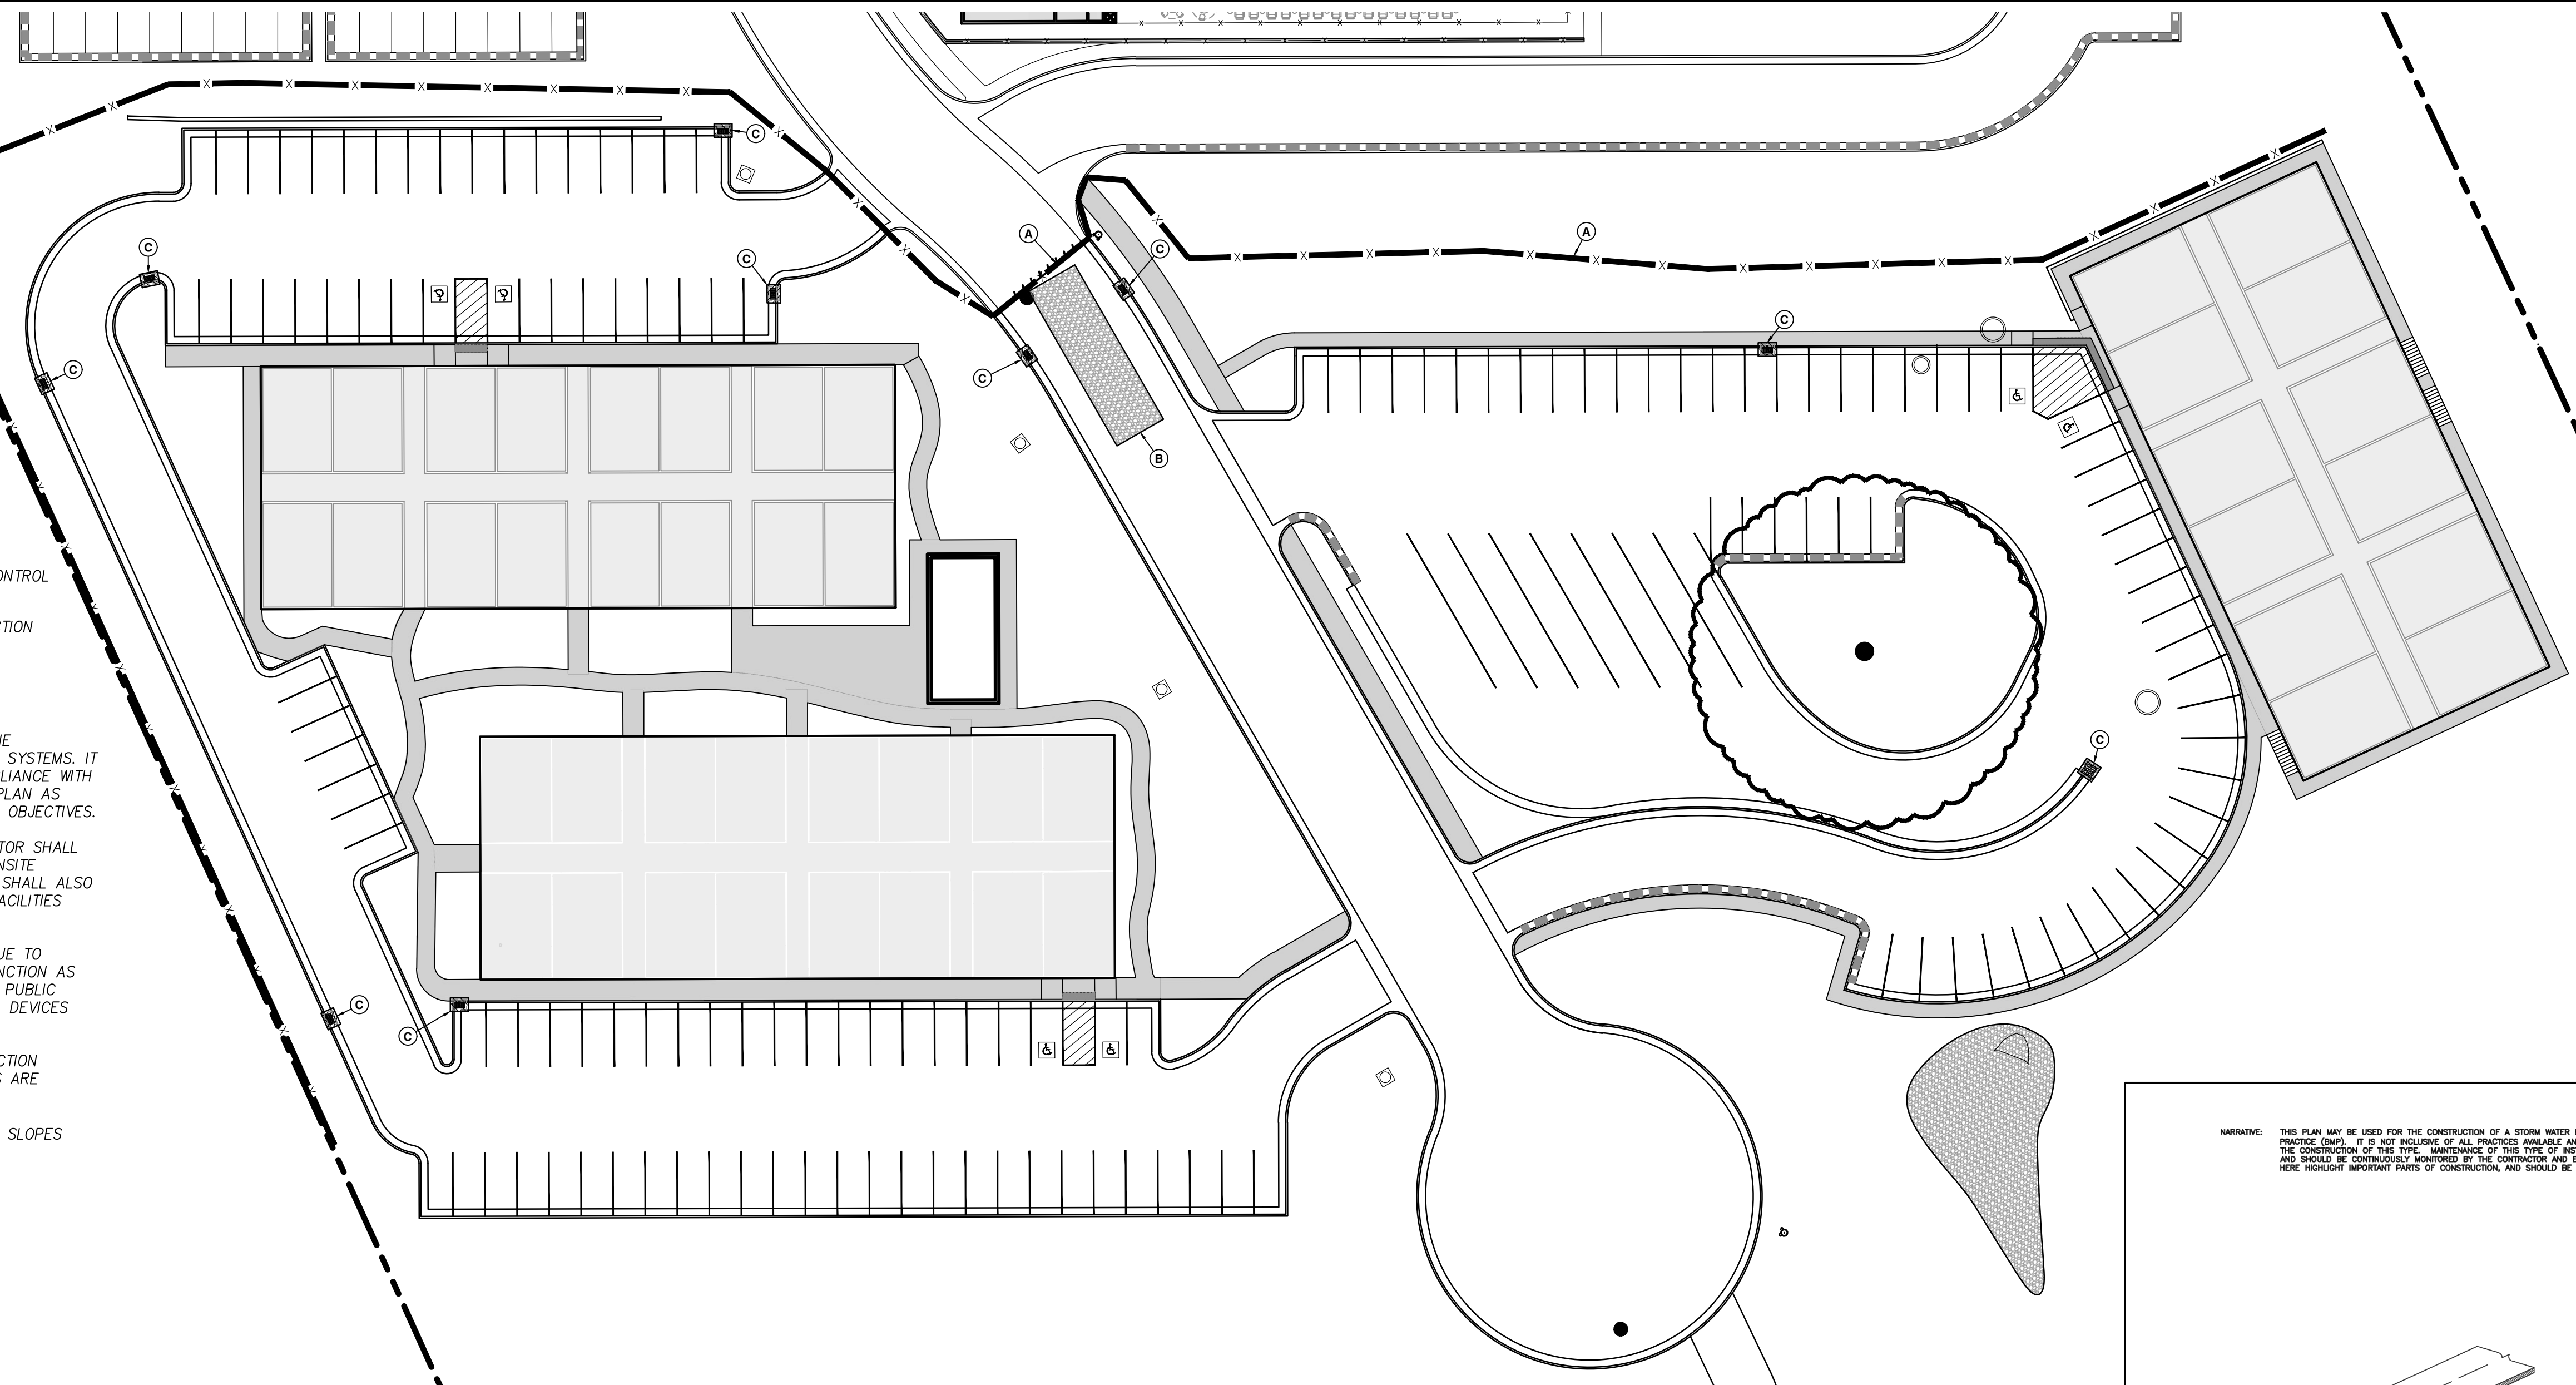 C
C
C
A
C
A
C
C
C
B
ONTROL
CTION
C
SYSTEMS. IT
LIANCE WITH
PLAN AS
OBJECTIVES.
TOR SHALL
NSITE
SHALL ALSO
ACILITIES
UE TO
NCTION AS
PUBLIC
DEVICES
C
C
CTION
ARE
SLOPES
NARRATIVE: THIS PLAN MAY BE USED FOR THE CONSTRUCTION OF A STORM WATER
PRACTICE (BMP). IT IS NOT INCLUSIVE OF ALL PRACTICES AVAILABLE AN
THE CONSTRUCTION OF THIS TYPE. MAINTENANCE OF THIS TYPE OF INS
AND SHOULD BE CONTINUOUSLY MONITORED BY THE CONTRACTOR AND E
HERE HIGHLIGHT IMPORTANT PARTS OF CONSTRUCTION, AND SHOULD BE